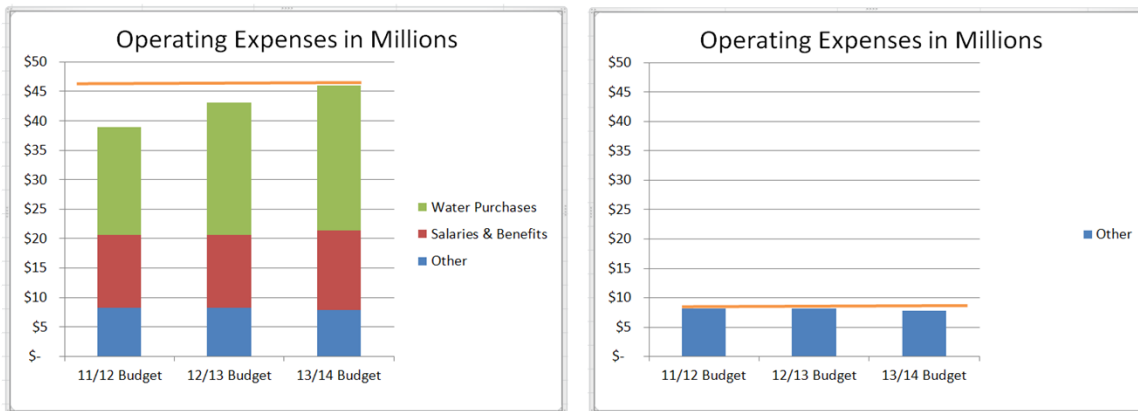 Operating Expenses in Millions
$50
$45
$40
$35
$30
$25
$20
$15
$10
$5
$-
11/12 Budget 12/13 Budget 13/14 Budget
Water Purchases
Salaries & Benefits
Other
Operating Expenses in Millions
$50
$45
$40
$35
$30
$25
$20
$15
$10
$5
$-
11/12 Budget 12/13 Budget 13/14 Budget
Other